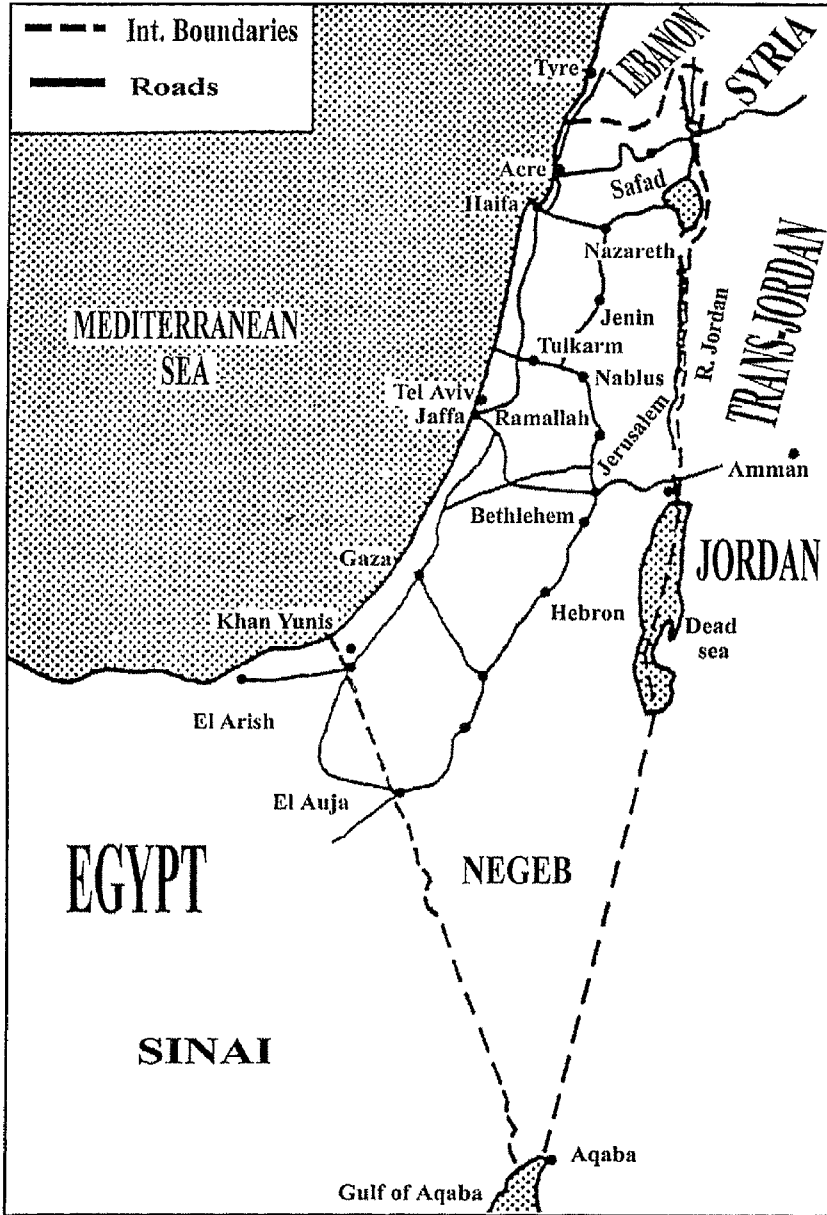 Int. Boundaries
Roads
Tyre
LEBANON
SYRIA
Acre
Safad
Haifa
Nazareth
MEDITERRANEAN
SEA
Jenin
Tulkarm
R. Jordan
TRANS-JORDAN
Nablus
Tel Aviv
Jaffa
Ramallah
Jerusalem
Amman
Bethlehem
Gaza
JORDAN
Hebron
Khan Yunis
Dead
sea
El Arish
El Auja
EGYPT
NEGEB
SINAI
Aqaba
Gulf of Aqaba